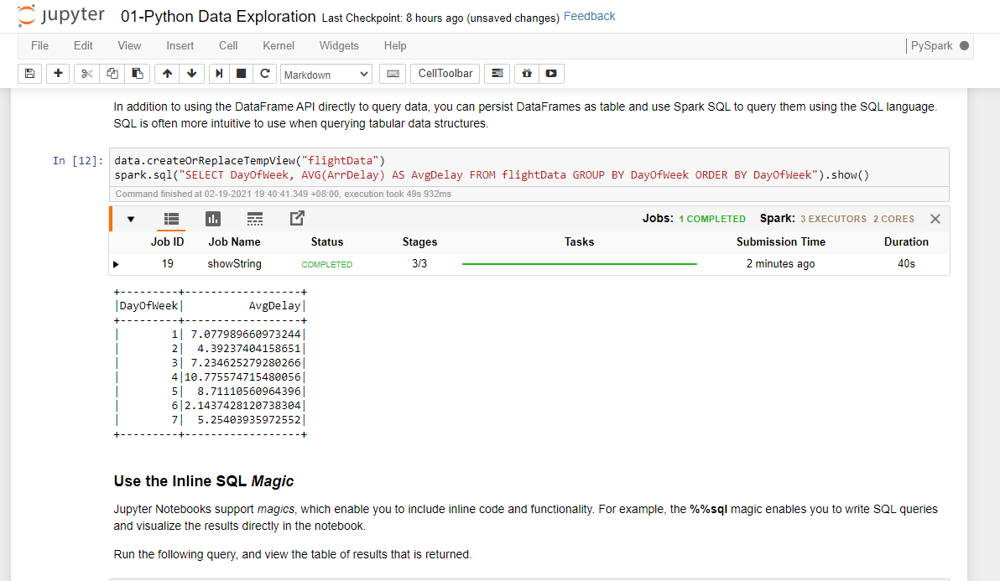 jupyter 01-Python Data Exploration Last Checkpoint: 8 hours ago (unsaved changes) Feedback
File Edit View Insert Cell Kernel Widgets Help PySpark
Markdown CellToolbar
In addition to using the DataFrame API directly to query data, you can persist DataFrames as table and use Spark SQL to query them using the SQL language.
SQL is often more intuitive to use when querying tabular data structures.
In [12]: data.createOrReplaceTempView("flightData")
spark.sql("SELECT DayOfWeek, AVG(ArrDelay) AS AvgDelay FROM flightData GROUP BY DayOfWeek ORDER BY DayOfWeek").show()
Command finished at 02-19-2021 19:40:41.349 +08:00, execution took 49s 932ms
Jobs: 1 COMPLETED Spark: 3 EXECUTORS 2 CORES
Job ID Job Name Status Stages Tasks Submission Time Duration
19 showString COMPLETED 3/3 2 minutes ago 40s
+---------+------------------+
|DayOfWeek|          AvgDelay|
+---------+------------------+
|        1| 7.077989660973244|
|        2|  4.39237404158651|
|        3| 7.234625279280266|
|        4|10.775574715480056|
|        5|  8.71110560964396|
|        6|2.1437428120738304|
|        7|  5.25403935972552|
+---------+------------------+
Use the Inline SQL Magic
Jupyter Notebooks support magics, which enable you to include inline code and functionality. For example, the %%sql magic enables you to write SQL queries
and visualize the results directly in the notebook.
Run the following query, and view the table of results that is returned.